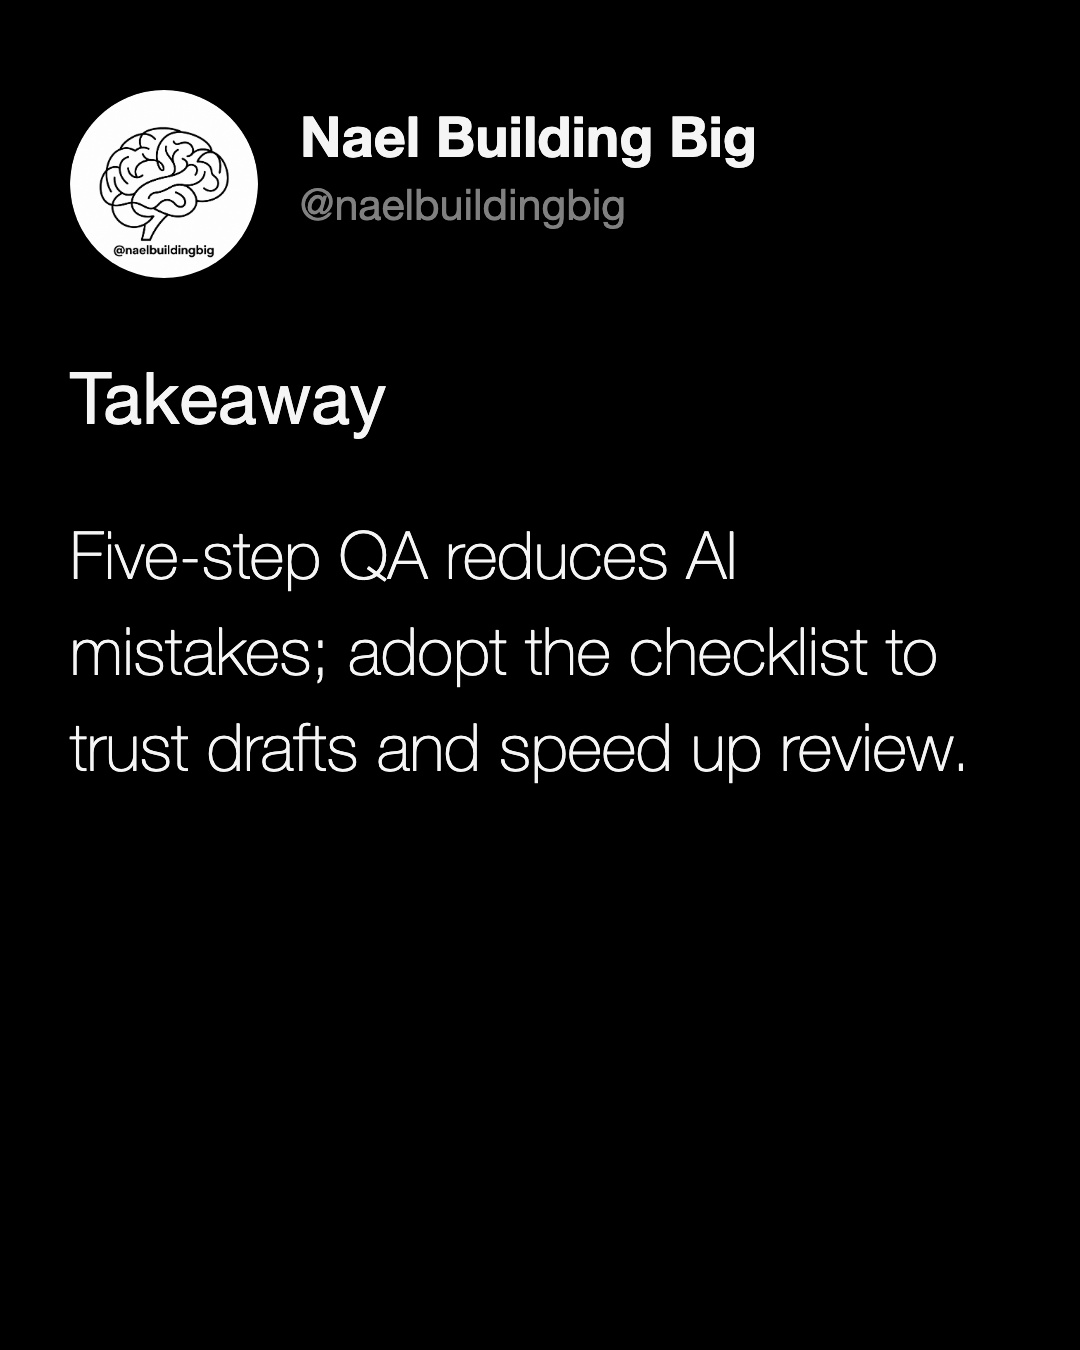 Nael Building Big
@naelbuildingbig
@naelbuildingbig
Takeaway
Five-step QA reduces AI
mistakes; adopt the checklist to
trust drafts and speed up review.